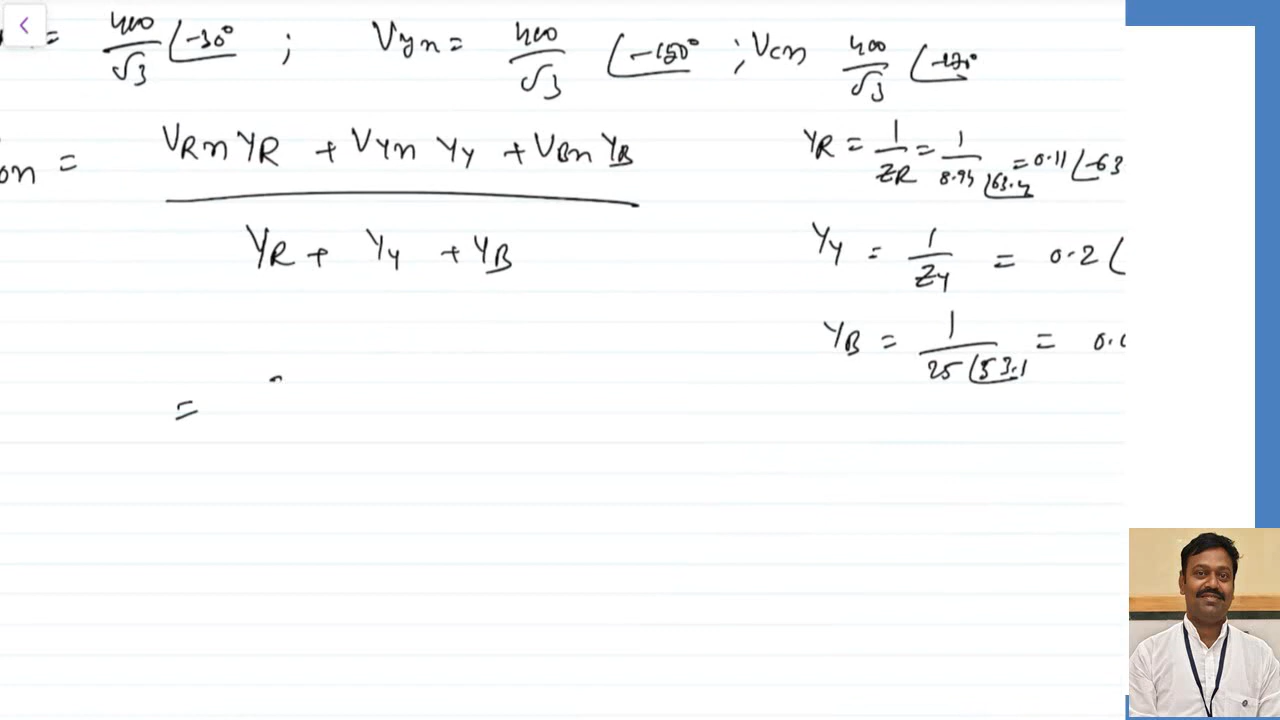 = 400/√3 ∠-30° ; Vyn = 400/√3 ∠-150° ; Vcn 400/√3
on = (VRn YR + Vyn Yy + VBn YB) / (YR + Yy + YB)
YR = 1/ZR = 1/8.94∠63.4 = 0.11 ∠-63
Yy = 1/Zy = 0.2 ∠
YB = 1/25∠53.1 = 0.0
=